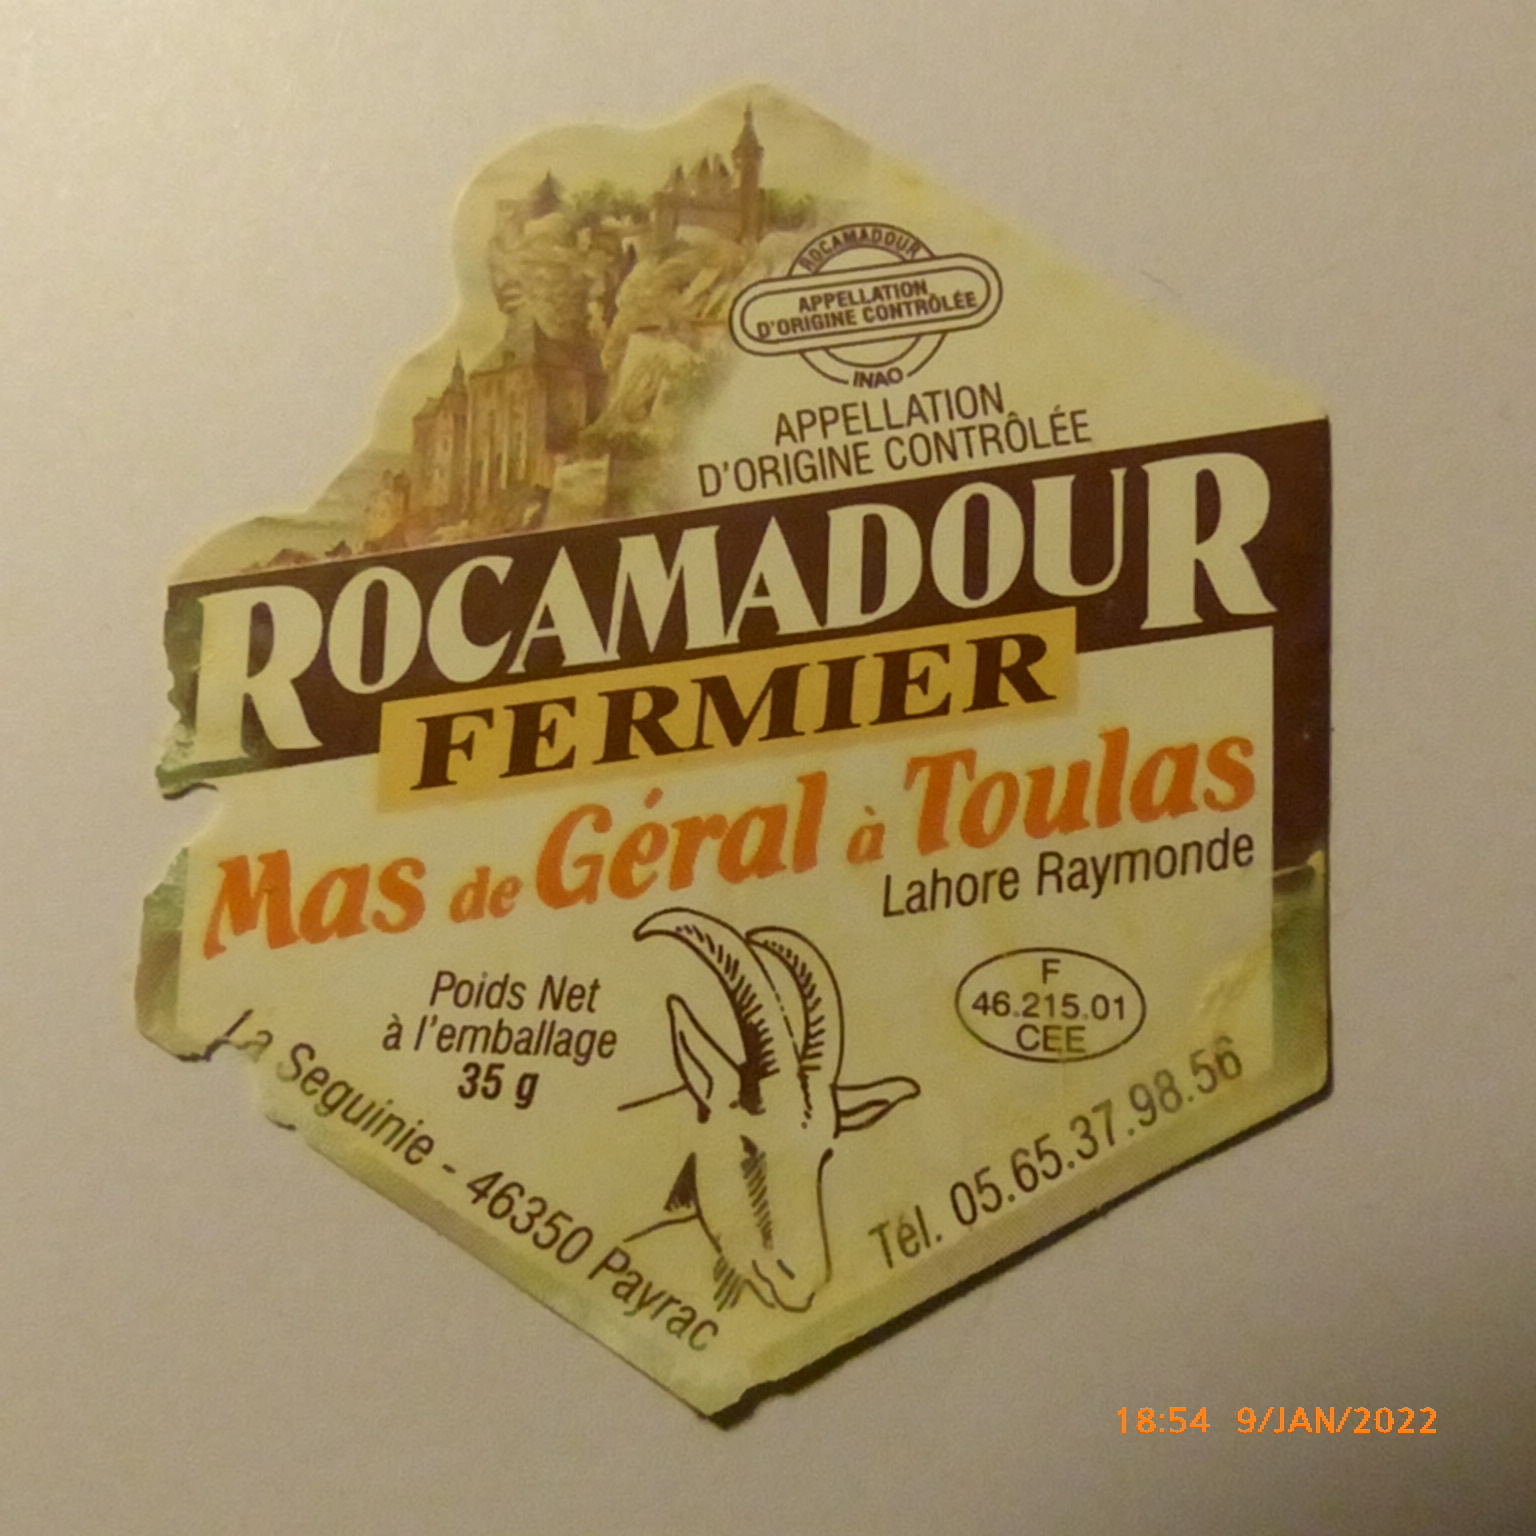 ROCAMADOUR
APPELLATION
D'ORIGINE CONTRÔLÉE
INAO
APPELLATION
D'ORIGINE CONTRÔLÉE
ROCAMADOUR
FERMIER
Mas de Géral à Toulas
Lahore Raymonde
Poids Net
à l'emballage
35 g
F
46.215.01
CEE
La Seguinie - 46350 Payrac
Tél. 05.65.37.98.56
18:54 9/JAN/2022